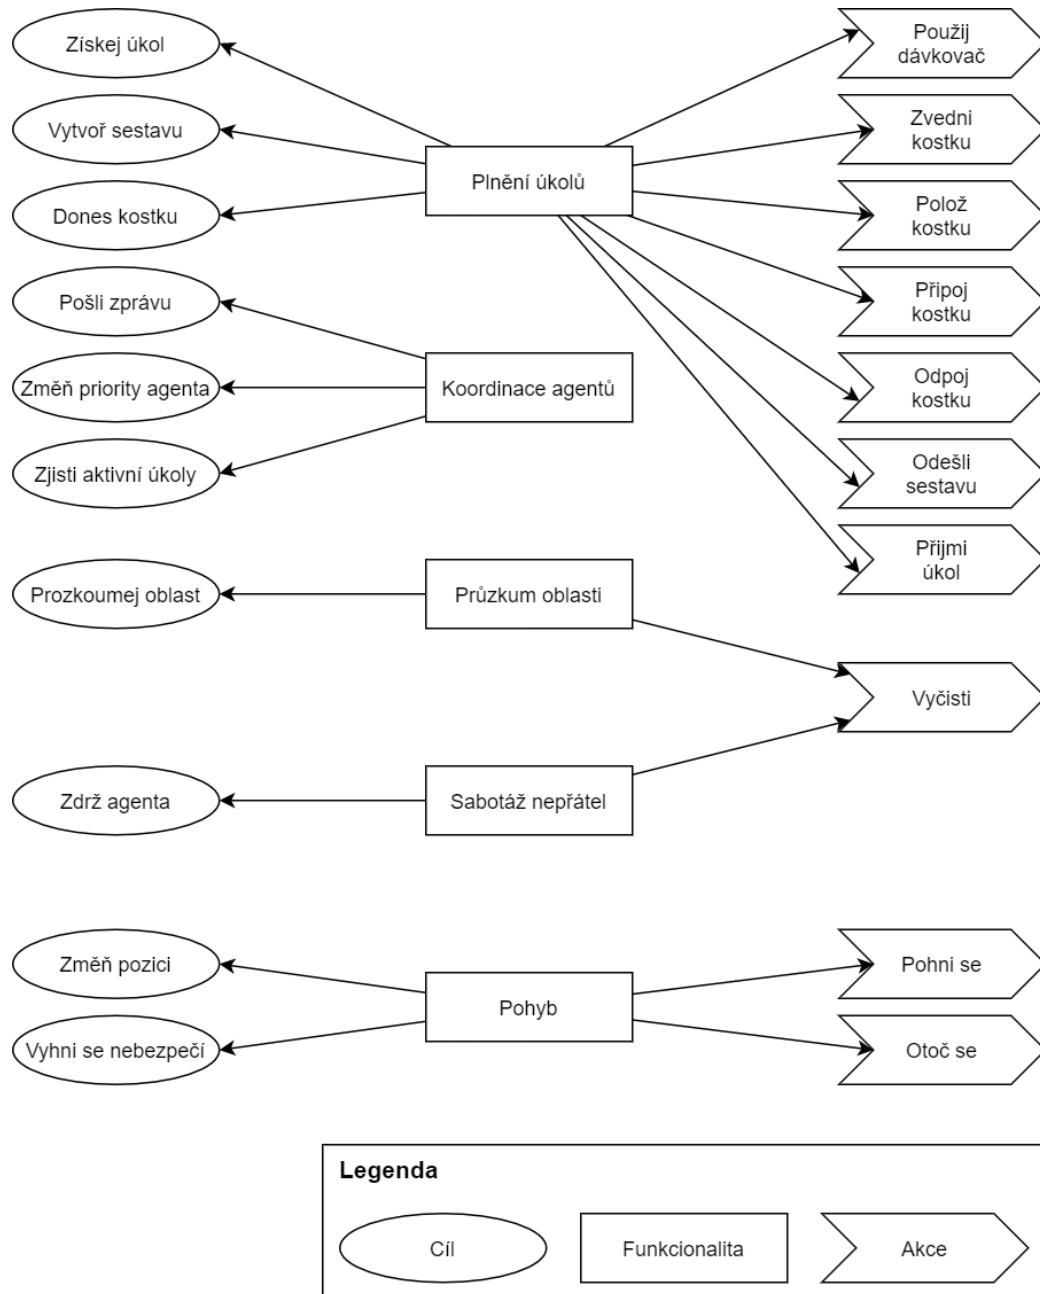 Získej úkol
Použij
dávkovač
Vytvoř sestavu
Zvedni
kostku
Plnění úkolů
Dones kostku
Polož
kostku
Pošli zprávu
Připoj
kostku
Změň priority agenta
Koordinace agentů
Odpoj
kostku
Zjisti aktivní úkoly
Odešli
sestavu
Přijmi
úkol
Prozkoumej oblast
Průzkum oblasti
Vyčisti
Zdrž agenta
Sabotáž nepřátel
Změň pozici
Pohni se
Pohyb
Vyhni se nebezpečí
Otoč se
Legenda
Cíl
Funkcionalita
Akce